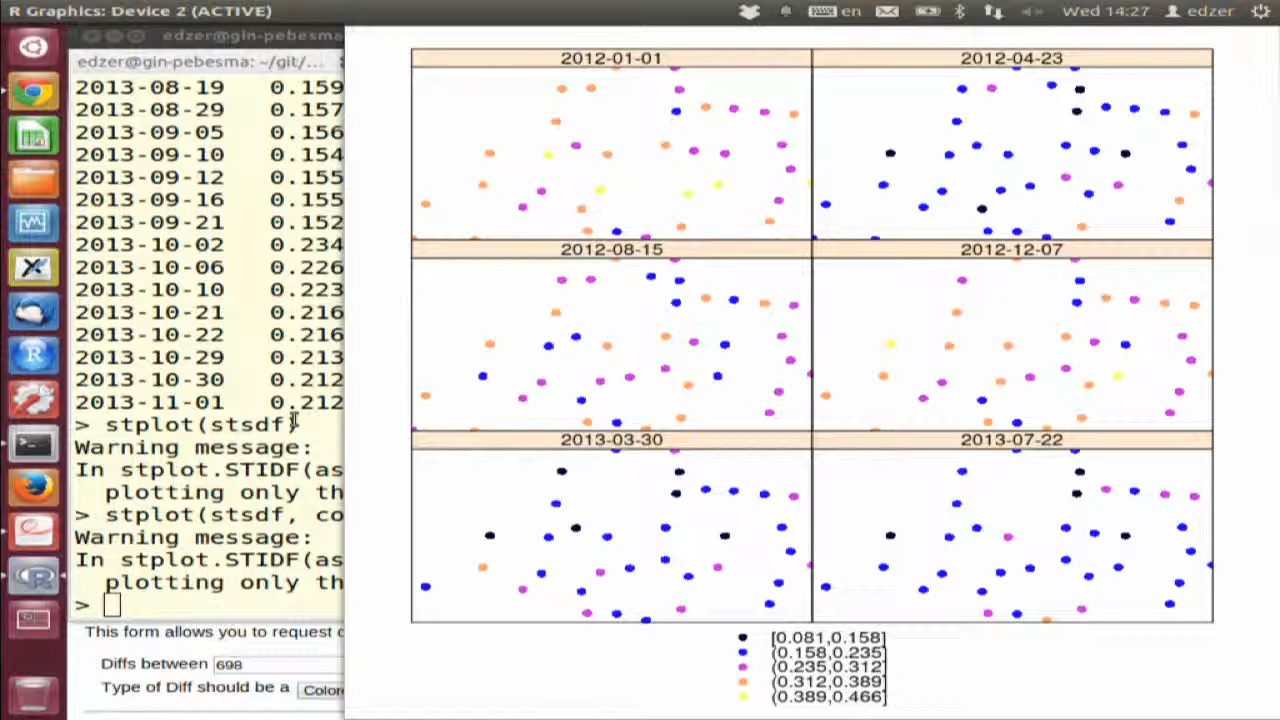 R Graphics: Device 2 (ACTIVE)
en
Wed 14:27
edzer
edzer@gin-pebesma:
edzer@gin-pebesma: ~/git/...
2013-08-19 0.159
2013-08-29 0.157
2013-09-05 0.156
2013-09-10 0.154
2013-09-12 0.155
2013-09-16 0.155
2013-09-21 0.152
2013-10-02 0.234
2013-10-06 0.226
2013-10-10 0.223
2013-10-21 0.216
2013-10-22 0.216
2013-10-29 0.213
2013-10-30 0.212
2013-11-01 0.212
> stplot(stsdf)
Warning message:
In stplot.STIDF(as
plotting only th
> stplot(stsdf, co
Warning message:
In stplot.STIDF(as
plotting only th
>
This form allows you to request d
Diffs between 698
Type of Diff should be a Colore
2012-01-01
2012-04-23
2012-08-15
2012-12-07
2013-03-30
2013-07-22
[0.081,0.158]
(0.158,0.235]
(0.235,0.312]
(0.312,0.389]
(0.389,0.466]